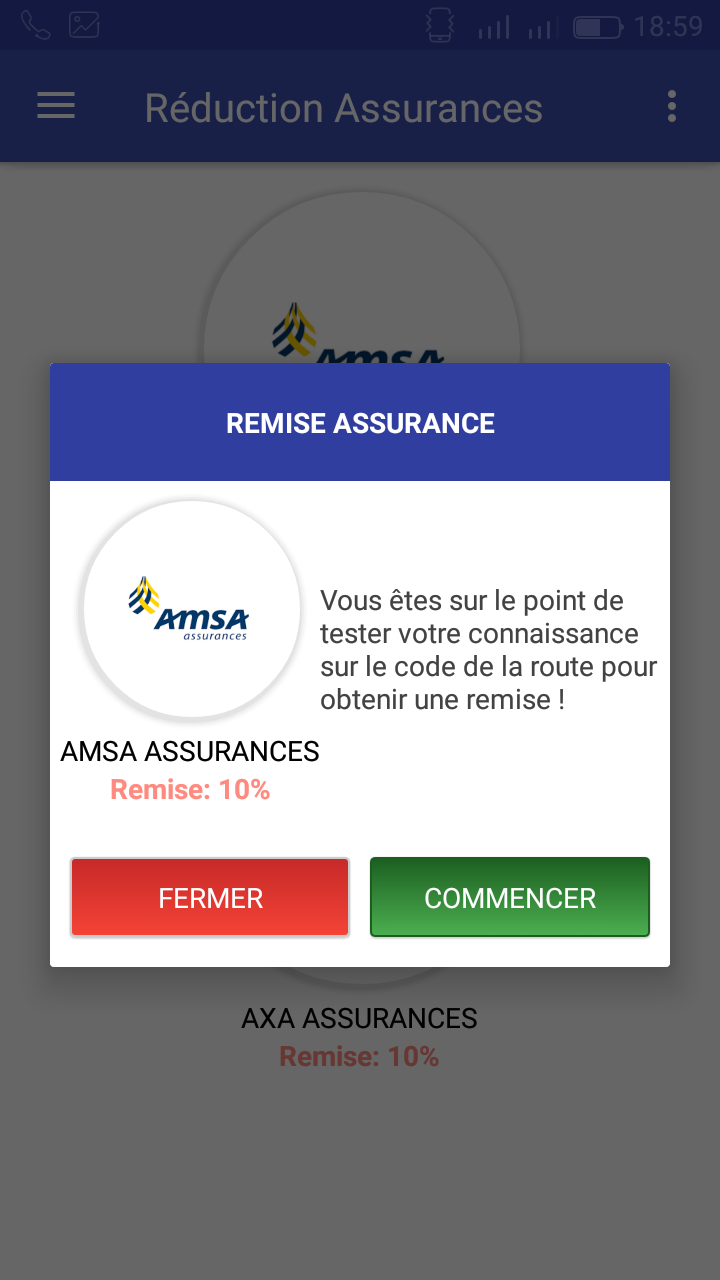 18:59
Réduction Assurances
AMSA
REMISE ASSURANCE
AMSA
assurances
Vous êtes sur le point de
tester votre connaissance
sur le code de la route pour
obtenir une remise !
AMSA ASSURANCES
Remise: 10%
FERMER
COMMENCER
AXA ASSURANCES
Remise: 10%